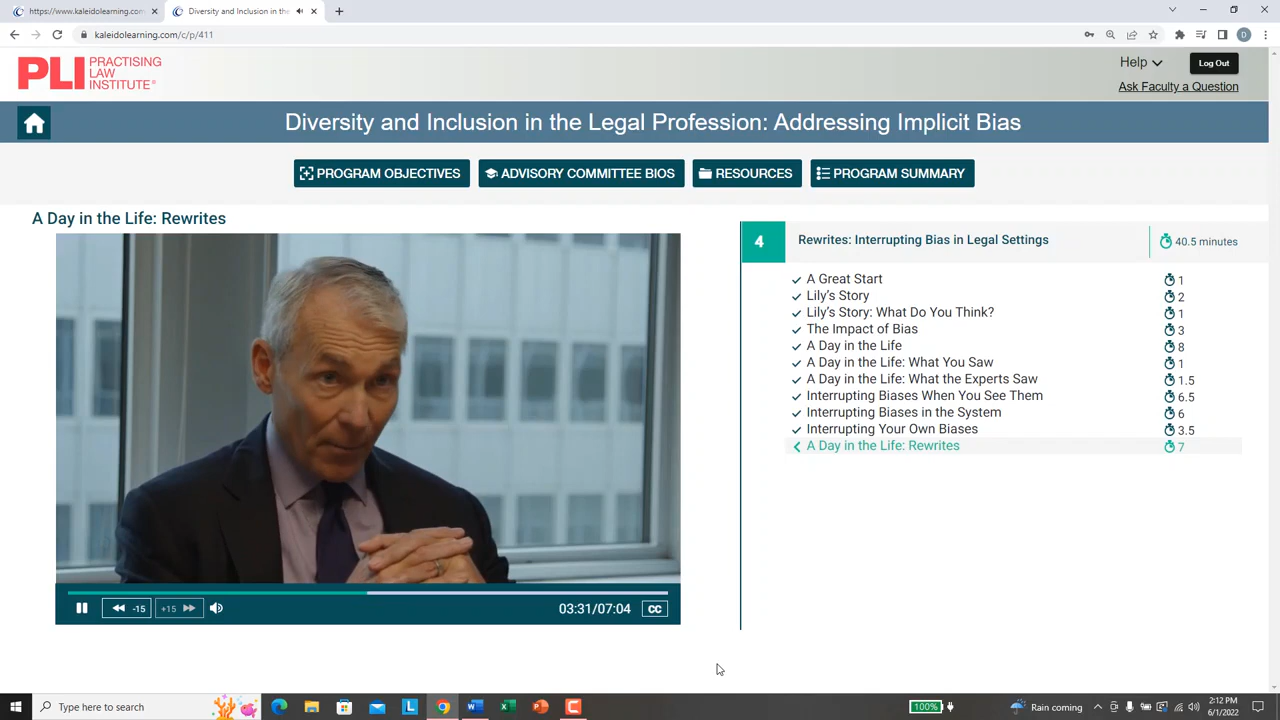 https://www.kaleidolearning.com
Diversity and Inclusion in the
kaleidolearning.com/c/p/411
D
PLI PRACTISING
LAW
INSTITUTE®
Help
Log Out
Ask Faculty a Question
Diversity and Inclusion in the Legal Profession: Addressing Implicit Bias
PROGRAM OBJECTIVES
ADVISORY COMMITTEE BIOS
RESOURCES
PROGRAM SUMMARY
A Day in the Life: Rewrites
4 Rewrites: Interrupting Bias in Legal Settings 40.5 minutes
A Great Start 1
Lily's Story 2
Lily's Story: What Do You Think? 1
The Impact of Bias 3
A Day in the Life 8
A Day in the Life: What You Saw 1
A Day in the Life: What the Experts Saw 1.5
Interrupting Biases When You See Them 6.5
Interrupting Biases in the System 6
Interrupting Your Own Biases 3.5
A Day in the Life: Rewrites 7
-15 +15 03:31/07:04 CC
Type here to search
100%
Rain coming
2:12 PM
6/1/2022